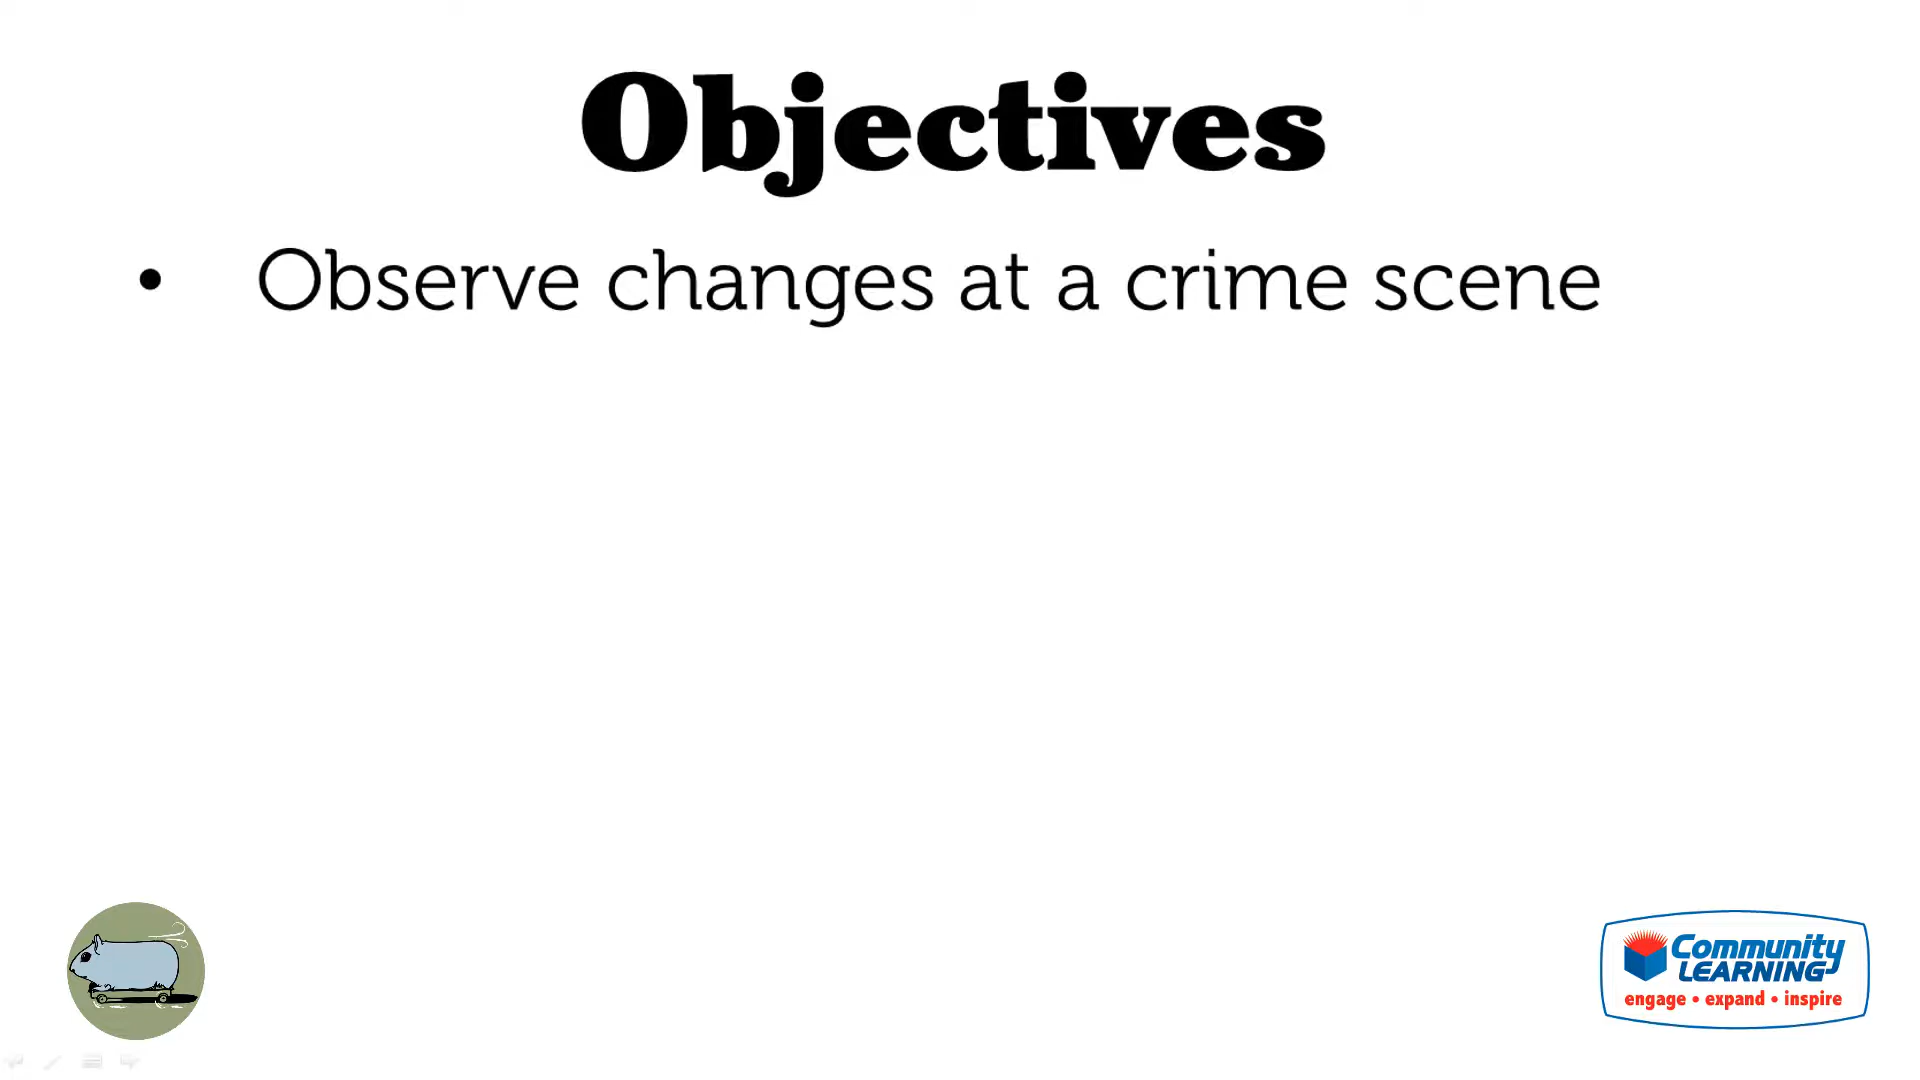 Objectives
• Observe changes at a crime scene
Community
LEARNING
engage • expand • inspire